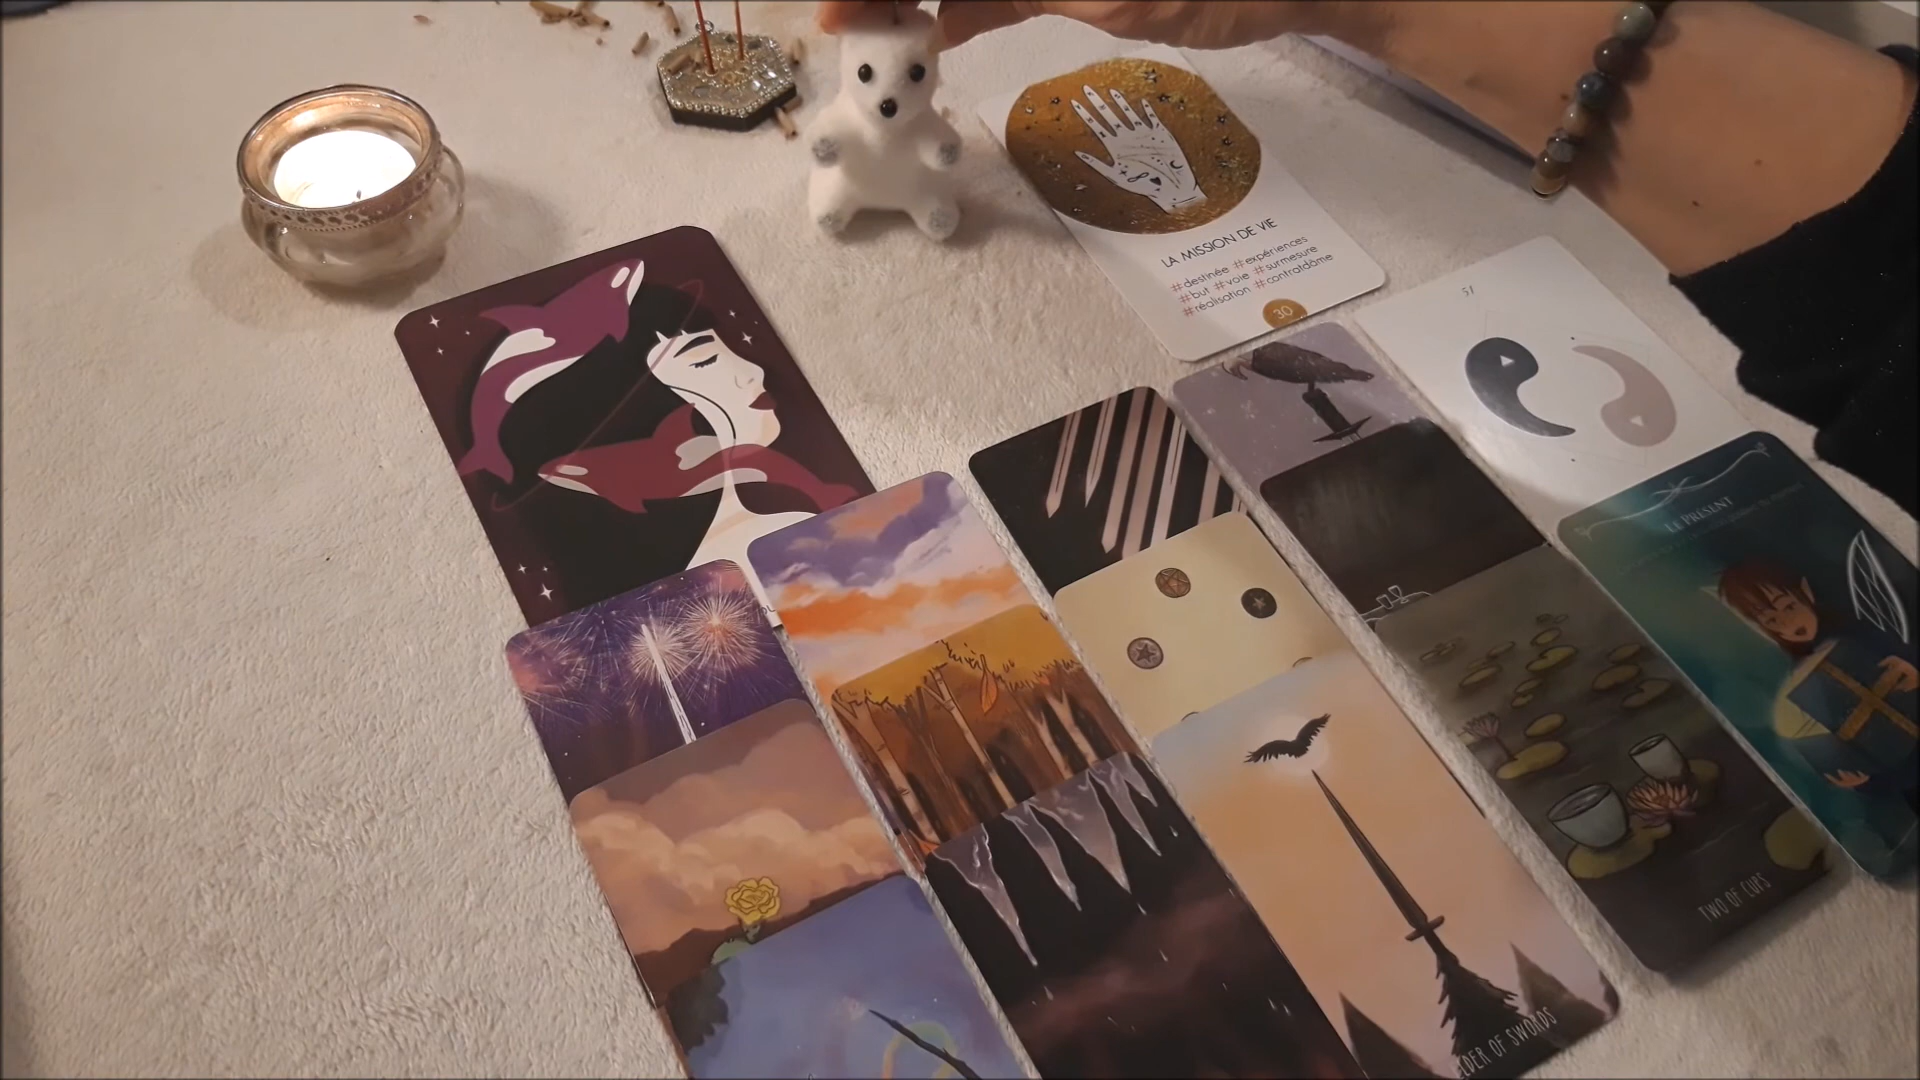 LA MISSION DE VIE
#destinée #expériences
#but #voie #surmesure
#réalisation #contratdâme
30
51
LE PRÉSENT
TWO OF CUPS
ELDER OF SWORDS